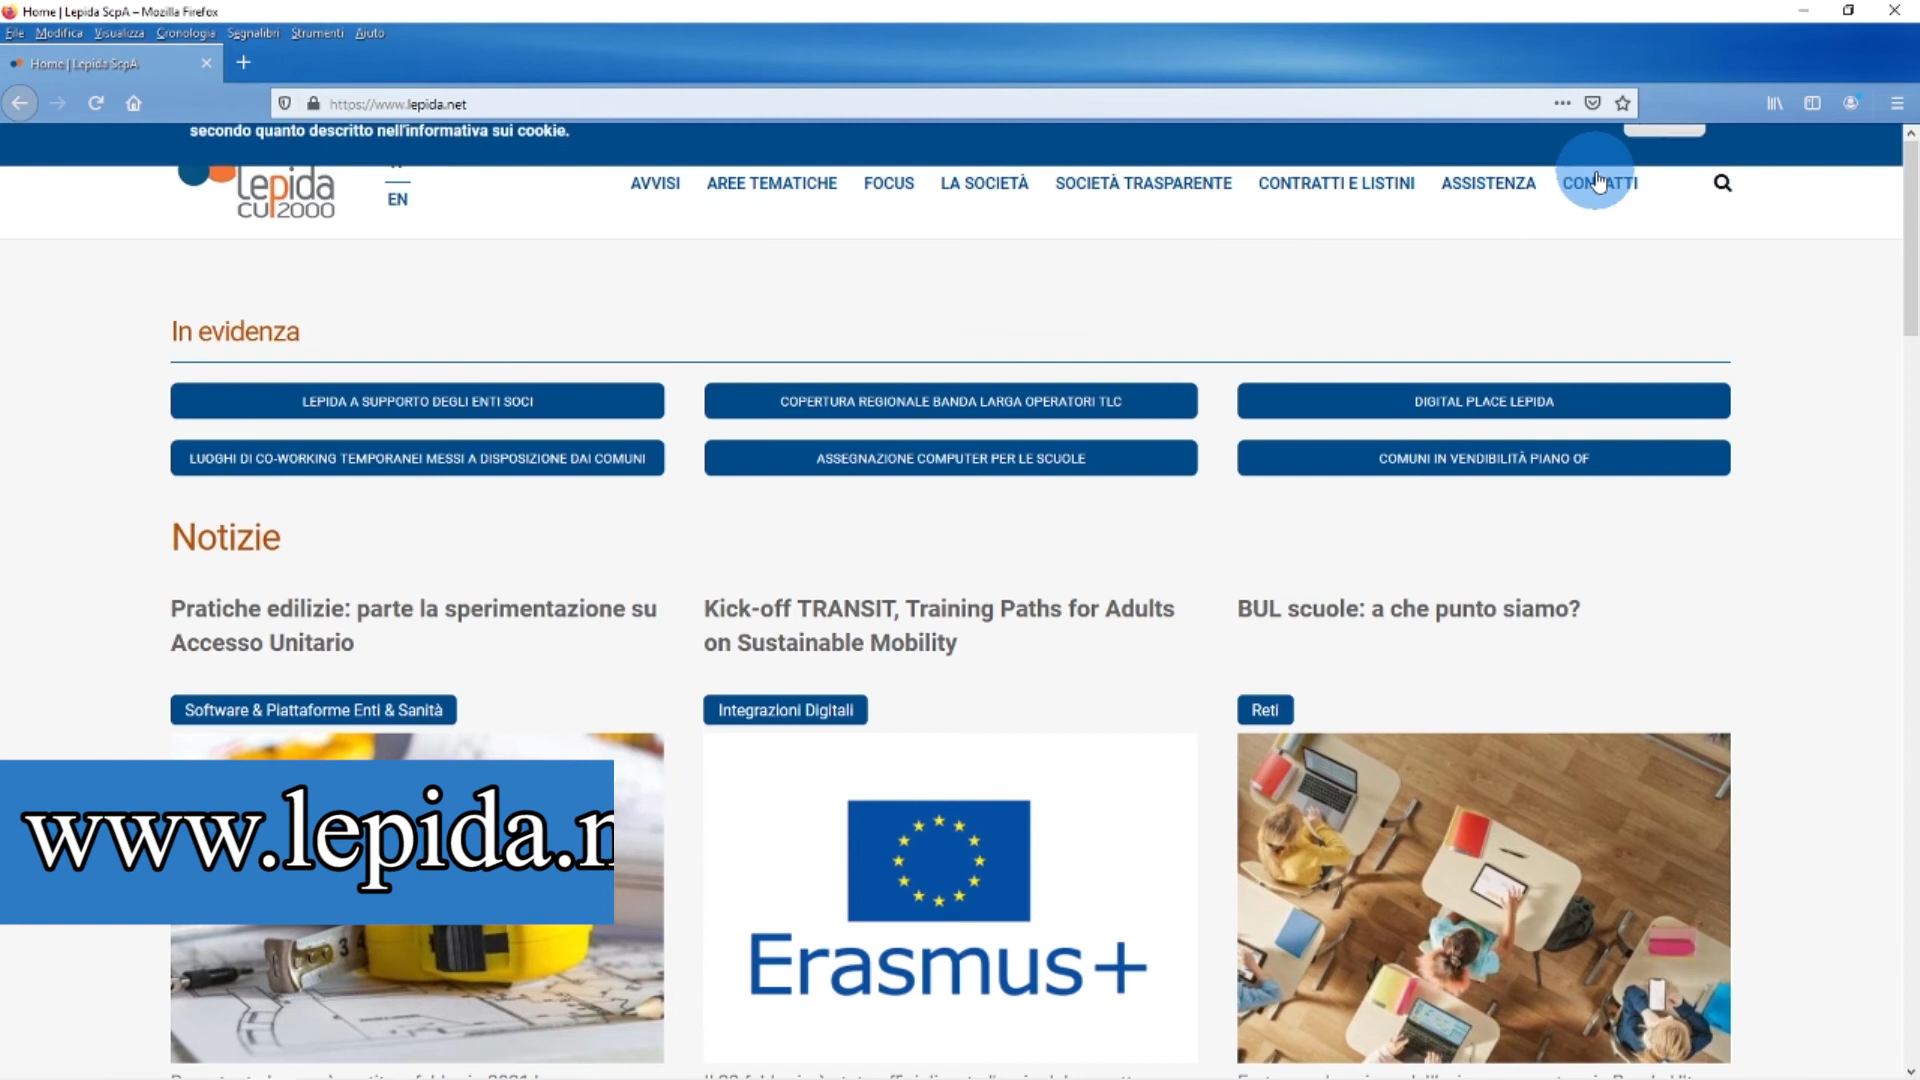 Home | Lepida ScpA – Mozilla Firefox
File Modifica Visualizza Cronologia Segnalibri Strumenti Aiuto
Home | Lepida ScpA
https://www.lepida.net
secondo quanto descritto nell'informativa sui cookie.
Lepida
CUP2000
EN
AVVISI AREE TEMATICHE FOCUS LA SOCIETÀ SOCIETÀ TRASPARENTE CONTRATTI E LISTINI ASSISTENZA CONTATTI
In evidenza
LEPIDA A SUPPORTO DEGLI ENTI SOCI
COPERTURA REGIONALE BANDA LARGA OPERATORI TLC
DIGITAL PLACE LEPIDA
LUOGHI DI CO-WORKING TEMPORANEI MESSI A DISPOSIZIONE DAI COMUNI
ASSEGNAZIONE COMPUTER PER LE SCUOLE
COMUNI IN VENDIBILITÀ PIANO OF
Notizie
Pratiche edilizie: parte la sperimentazione su
Accesso Unitario
Kick-off TRANSIT, Training Paths for Adults
on Sustainable Mobility
BUL scuole: a che punto siamo?
Software & Piattaforme Enti & Sanità
Integrazioni Digitali
Reti
www.lepida.n
Erasmus+